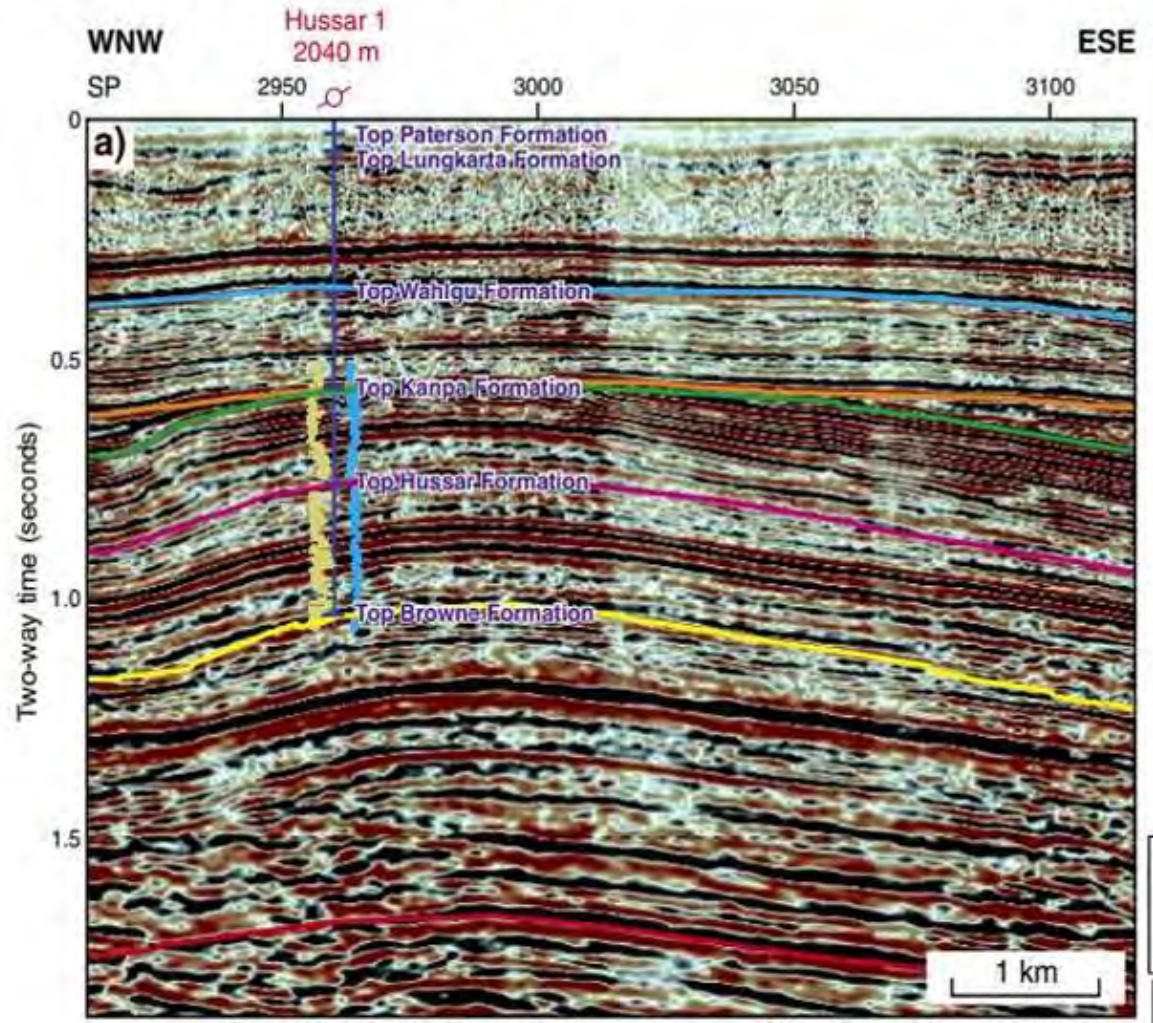 Hussar 1
2040 m
WNW
ESE
SP
2950
3000
3050
3100
0
a)
Top Paterson Formation
Top Lungkarta Formation
Top Wahlgu Formation
0.5
Top Kanpa Formation
Top Hussar Formation
1.0
Top Browne Formation
1.5
1 km
Two-way time (seconds)